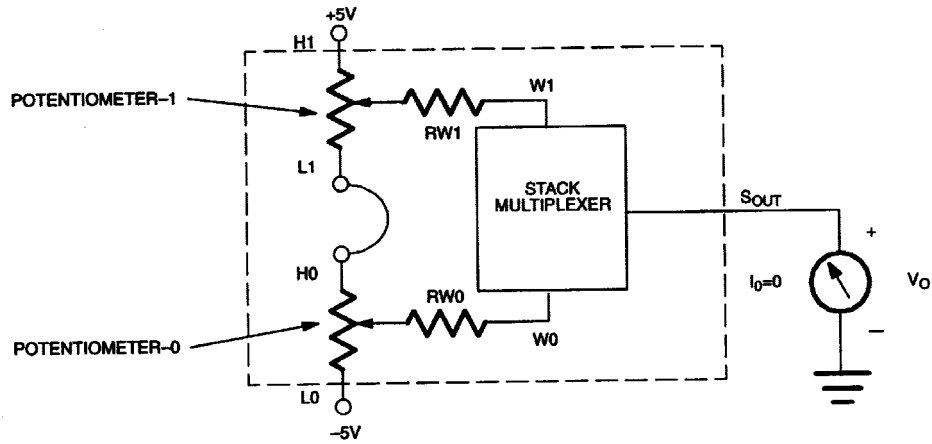 +5V
H1
POTENTIOMETER–1
W1
RW1
L1
STACK
MULTIPLEXER
SOUT
+
H0
I0=0
VO
RW0
–
W0
POTENTIOMETER–0
L0
–5V